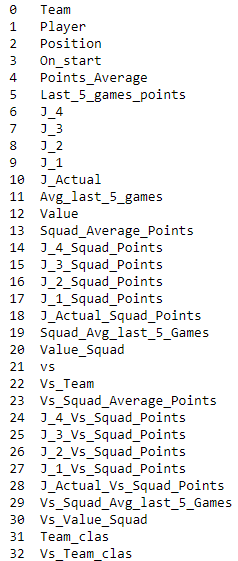 0 Team
1 Player
2 Position
3 On_start
4 Points_Average
5 Last_5_games_points
6 J_4
7 J_3
8 J_2
9 J_1
10 J_Actual
11 Avg_last_5_games
12 Value
13 Squad_Average_Points
14 J_4_Squad_Points
15 J_3_Squad_Points
16 J_2_Squad_Points
17 J_1_Squad_Points
18 J_Actual_Squad_Points
19 Squad_Avg_last_5_Games
20 Value_Squad
21 vs
22 Vs_Team
23 Vs_Squad_Average_Points
24 J_4_Vs_Squad_Points
25 J_3_Vs_Squad_Points
26 J_2_Vs_Squad_Points
27 J_1_Vs_Squad_Points
28 J_Actual_Vs_Squad_Points
29 Vs_Squad_Avg_last_5_Games
30 Vs_Value_Squad
31 Team_clas
32 Vs_Team_clas